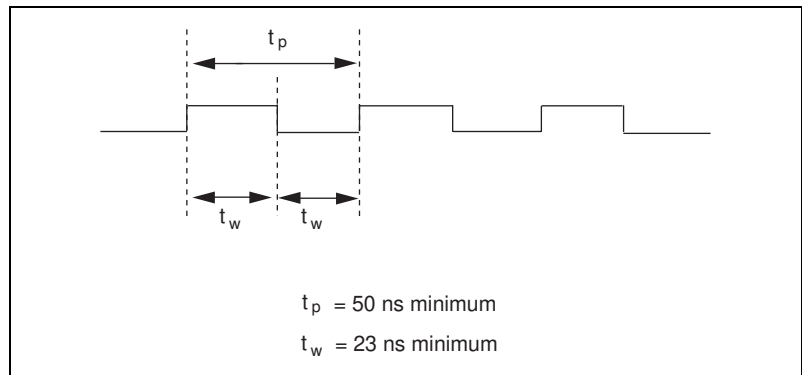 t p
t w
t w
t p = 50 ns minimum
t w = 23 ns minimum